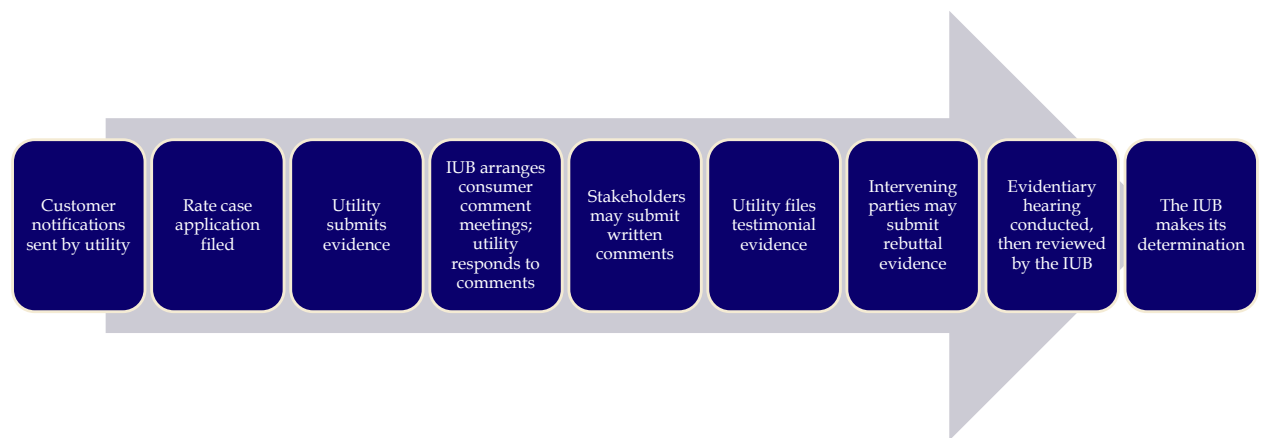 Customer
notifications
sent by utility
Rate case
application
filed
Utility
submits
evidence
IUB arranges
consumer
comment
meetings;
utility
responds to
comments
Stakeholders
may submit
written
comments
Utility files
testimonial
evidence
Intervening
parties may
submit
rebuttal
evidence
Evidentiary
hearing
conducted,
then reviewed
by the IUB
The IUB
makes its
determination